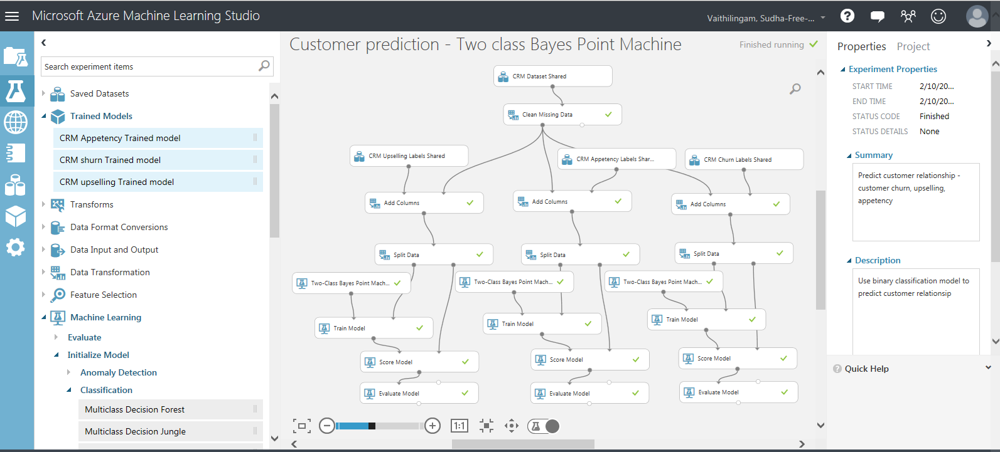 Microsoft Azure Machine Learning Studio
Vaithilingam, Sudha-Free-...
Search experiment items
Saved Datasets
Trained Models
CRM Appetency Trained model
CRM shurn Trained model
CRM upselling Trained model
Transforms
Data Format Conversions
Data Input and Output
Data Transformation
Feature Selection
Machine Learning
Evaluate
Initialize Model
Anomaly Detection
Classification
Multiclass Decision Forest
Multiclass Decision Jungle
Customer prediction - Two class Bayes Point Machine
Finished running
CRM Dataset Shared
Clean Missing Data
CRM Upselling Labels Shared
CRM Appetency Labels Shar...
CRM Churn Labels Shared
Add Columns
Add Columns
Add Columns
Split Data
Split Data
Split Data
Two-Class Bayes Point Mach...
Two-Class Bayes Point Mach...
Two-Class Bayes Point Mach...
Train Model
Train Model
Train Model
Score Model
Score Model
Score Model
Evaluate Model
Evaluate Model
Evaluate Model
1:1
Properties Project
Experiment Properties
START TIME 2/10/20...
END TIME 2/10/20...
STATUS CODE Finished
STATUS DETAILS None
Summary
Predict customer relationship -
customer churn, upselling,
appetency
Description
Use binary classification model to
predict customer relationsip
Quick Help